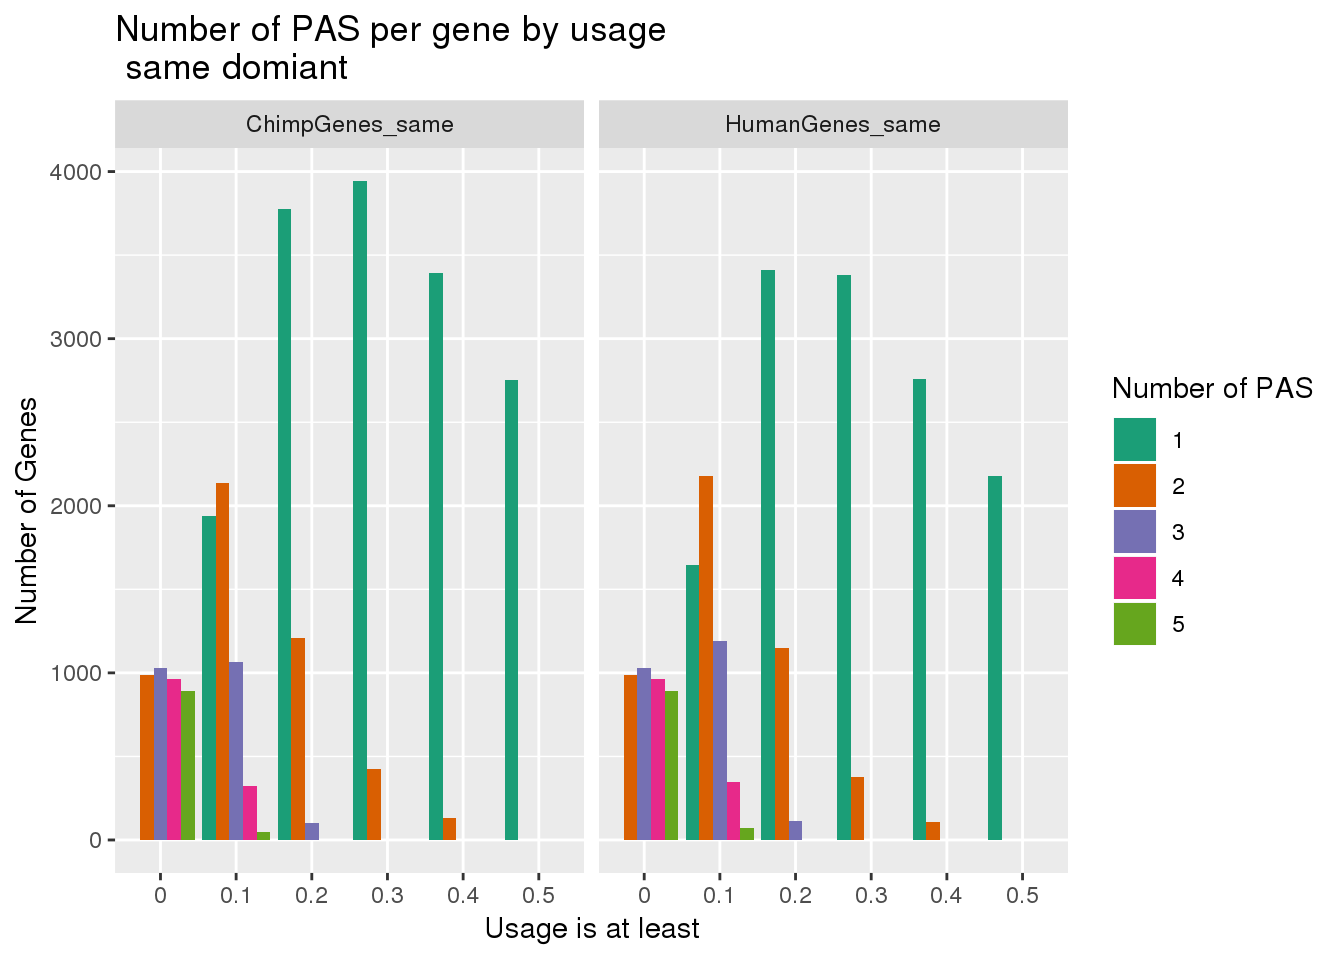 Number of PAS per gene by usage
same domiant
ChimpGenes_same
HumanGenes_same
4000
3000
2000
1000
0
Number of Genes
0 0.1 0.2 0.3 0.4 0.5
0 0.1 0.2 0.3 0.4 0.5
Usage is at least
Number of PAS
1
2
3
4
5